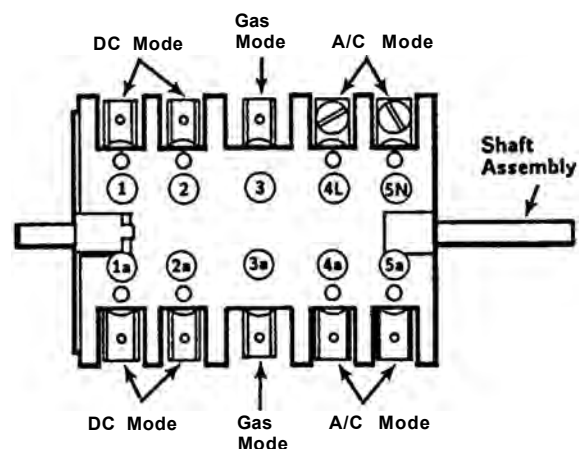 DC Mode
Gas
Mode
A/C Mode
Shaft
Assembly
1 2 3 4L 5N
1a 2a 3a 4a 5a
DC Mode
Gas
Mode
A/C Mode